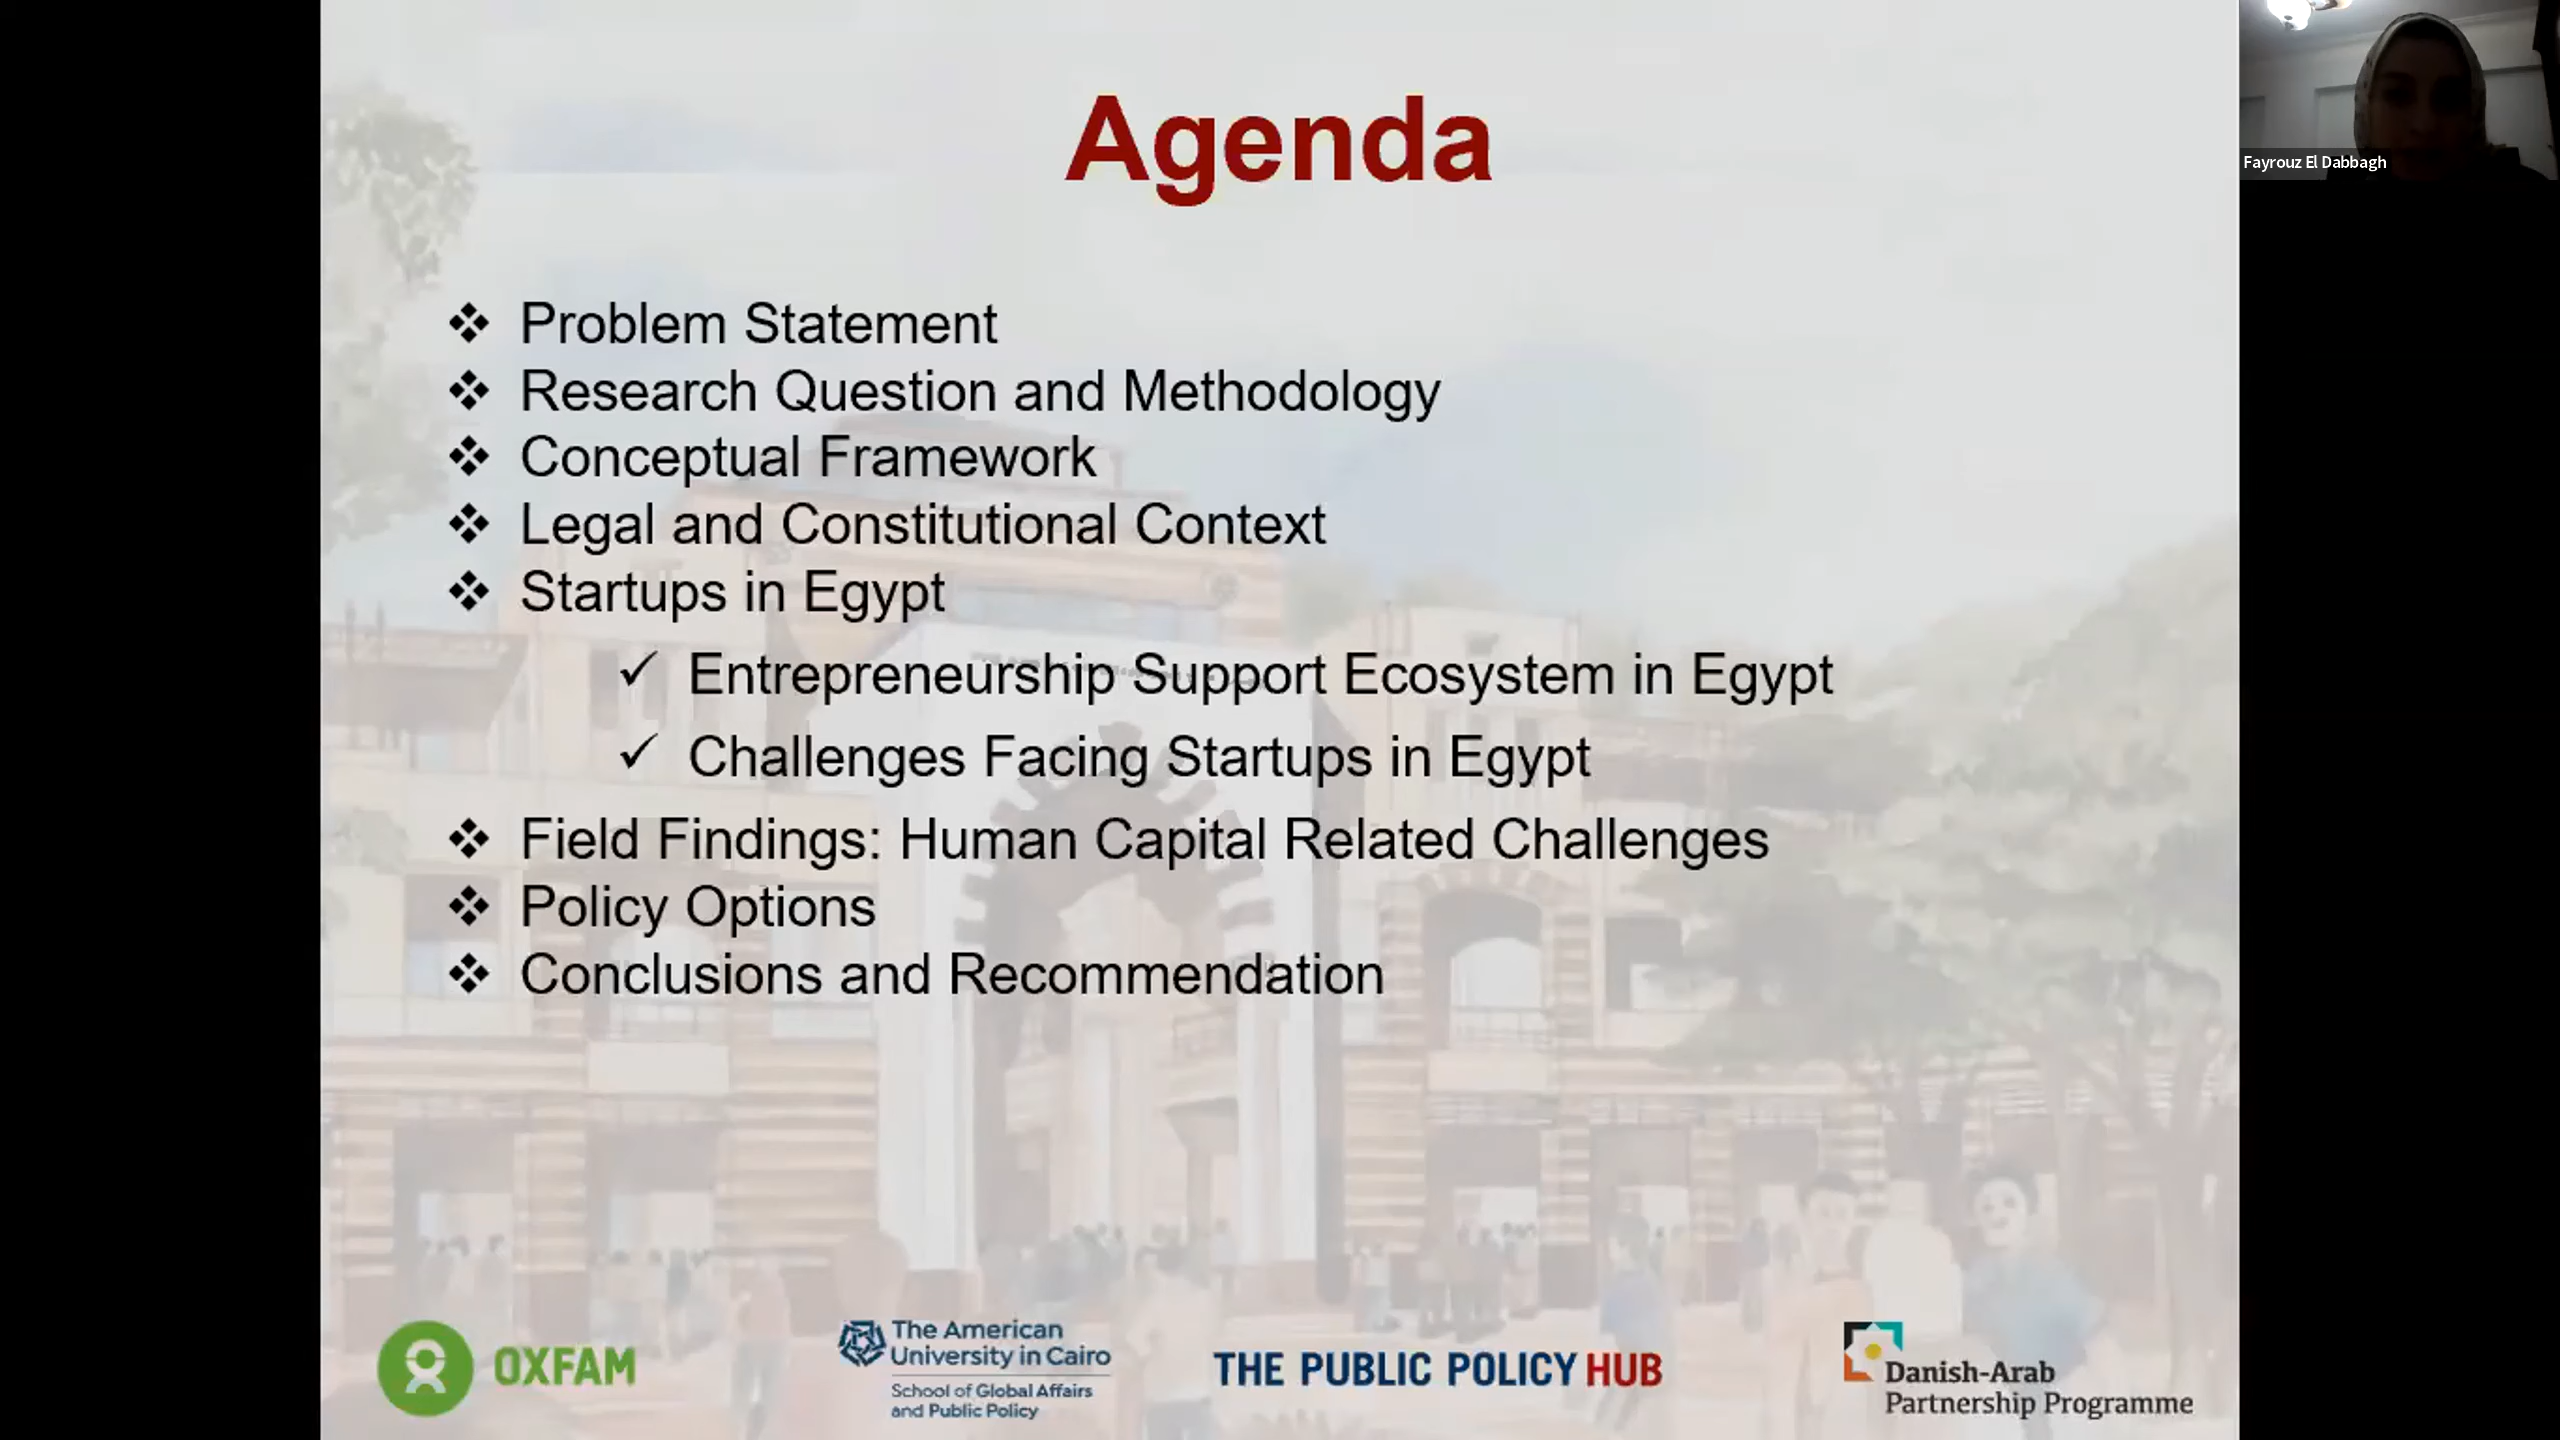 Agenda
Fayrouz El Dabbagh
❖ Problem Statement
❖ Research Question and Methodology
❖ Conceptual Framework
❖ Legal and Constitutional Context
❖ Startups in Egypt
✓ Entrepreneurship Support Ecosystem in Egypt
✓ Challenges Facing Startups in Egypt
❖ Field Findings: Human Capital Related Challenges
❖ Policy Options
❖ Conclusions and Recommendation
OXFAM
The American
University in Cairo
School of Global Affairs
and Public Policy
THE PUBLIC POLICY HUB
Danish-Arab
Partnership Programme